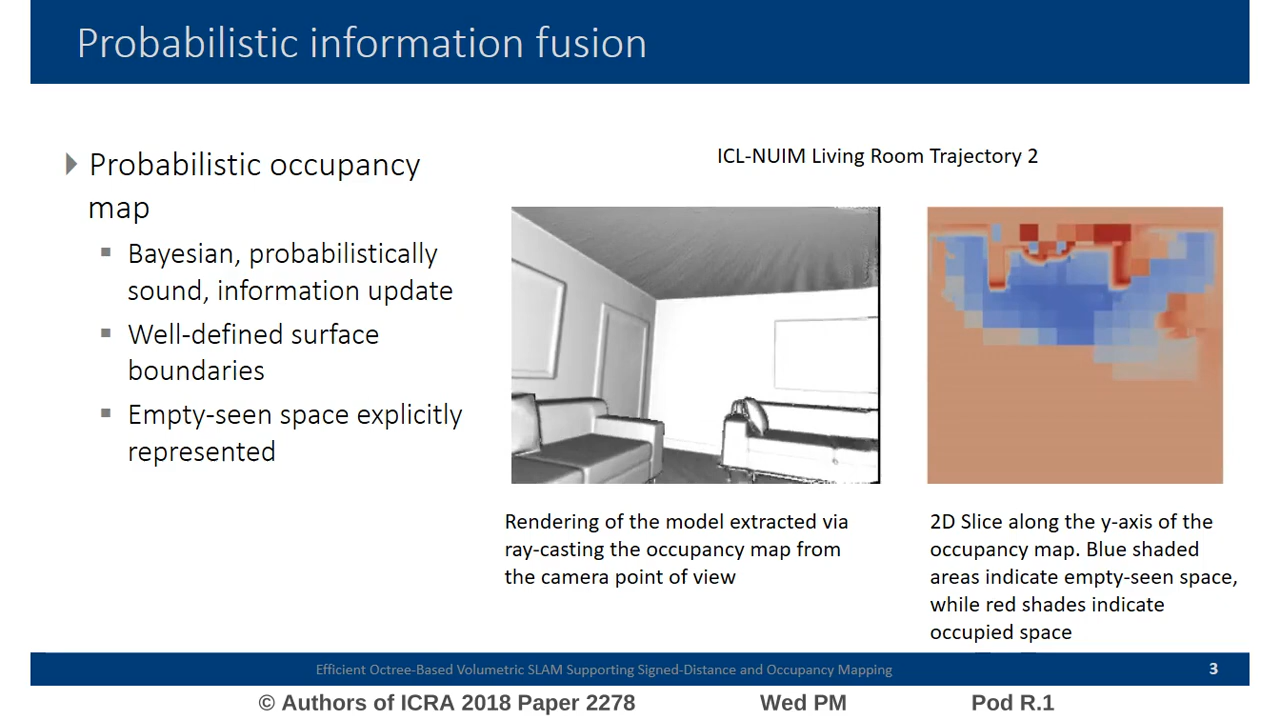 Probabilistic information fusion
Probabilistic occupancy
map
Bayesian, probabilistically
sound, information update
Well-defined surface
boundaries
Empty-seen space explicitly
represented
ICL-NUIM Living Room Trajectory 2
Rendering of the model extracted via
ray-casting the occupancy map from
the camera point of view
2D Slice along the y-axis of the
occupancy map. Blue shaded
areas indicate empty-seen space,
while red shades indicate
occupied space
Efficient Octree-Based Volumetric SLAM Supporting Signed-Distance and Occupancy Mapping
3
© Authors of ICRA 2018 Paper 2278 Wed PM Pod R.1